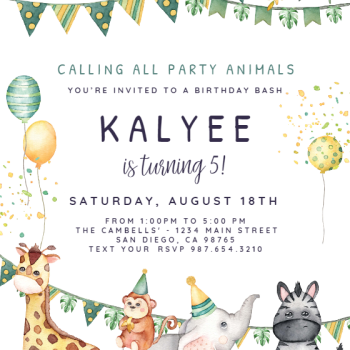 CALLING ALL PARTY ANIMALS
YOU'RE INVITED TO A BIRTHDAY BASH
KALYEE
is turning 5!
SATURDAY, AUGUST 18TH
FROM 1:00PM TO 5:00 PM
THE CAMBELLS' - 1234 MAIN STREET
SAN DIEGO, CA 98765
TEXT YOUR RSVP 987.654.3210